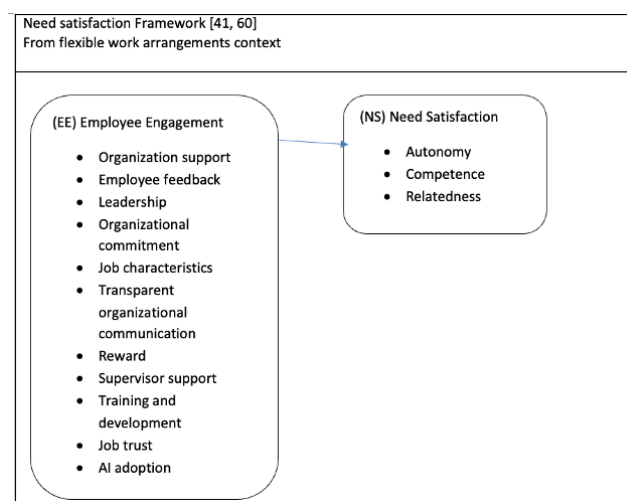 Need satisfaction Framework [41, 60]
From flexible work arrangements context
(EE) Employee Engagement
• Organization support
• Employee feedback
• Leadership
• Organizational
commitment
• Job characteristics
• Transparent
organizational
communication
• Reward
• Supervisor support
• Training and
development
• Job trust
• AI adoption
(NS) Need Satisfaction
• Autonomy
• Competence
• Relatedness